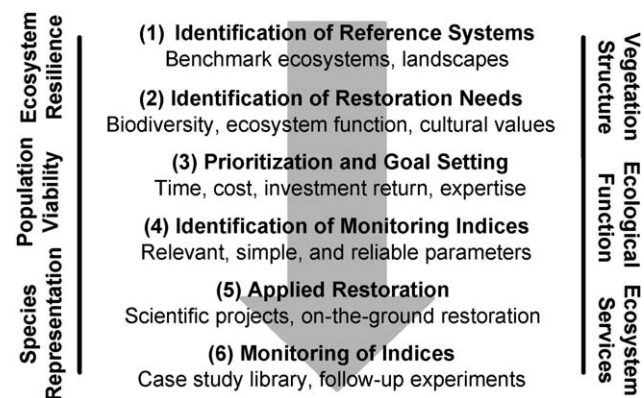 (1) Identification of Reference Systems
Benchmark ecosystems, landscapes
(2) Identification of Restoration Needs
Biodiversity, ecosystem function, cultural values
(3) Prioritization and Goal Setting
Time, cost, investment return, expertise
(4) Identification of Monitoring Indices
Relevant, simple, and reliable parameters
(5) Applied Restoration
Scientific projects, on-the-ground restoration
(6) Monitoring of Indices
Case study library, follow-up experiments
Ecosystem
Resilience
Population
Viability
Species
Representation
Vegetation
Structure
Ecological
Function
Ecosystem
Services